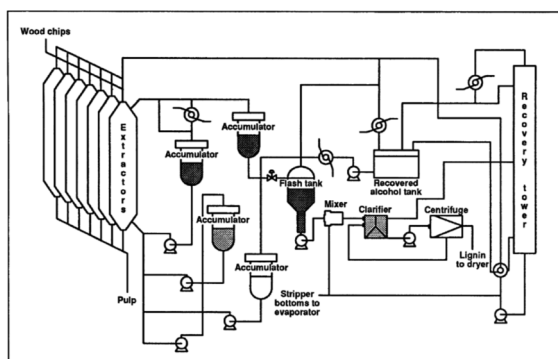 Wood chips
Extractors
Accumulator
Accumulator
Accumulator
Accumulator
Flash tank
Recovered
alcohol tank
Recovery tower
Mixer
Clarifier
Centrifuge
Lignin
to dryer
Stripper
bottoms to
evaporator
Pulp